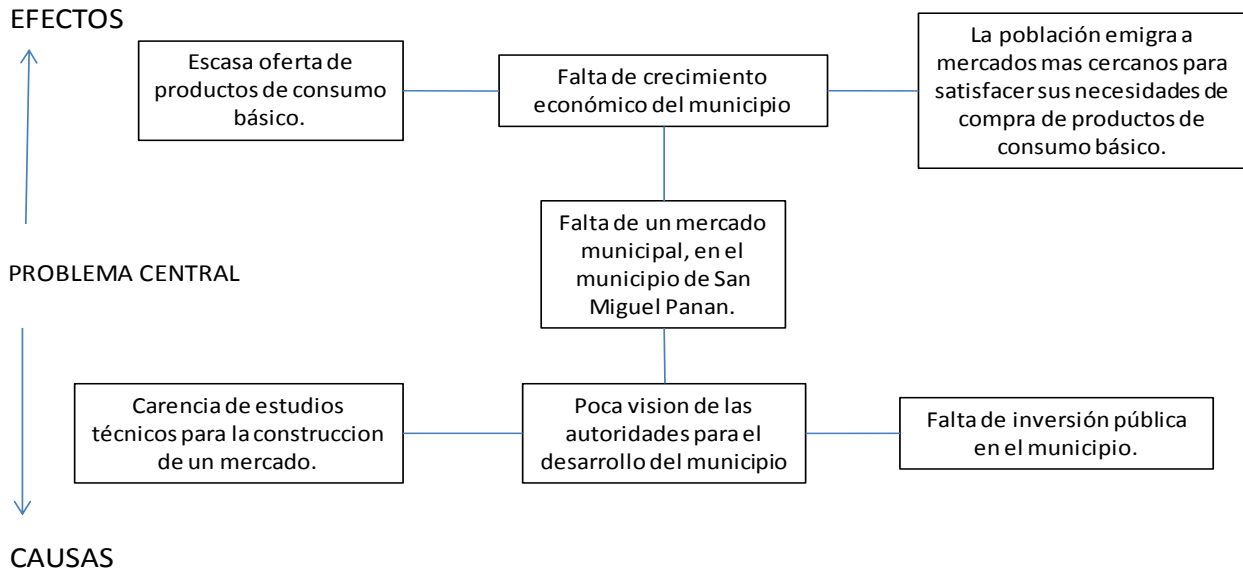 EFECTOS
Escasa oferta de
productos de consumo
básico.
Falta de crecimiento
económico del municipio
La población emigra a
mercados mas cercanos para
satisfacer sus necesidades de
compra de productos de
consumo básico.
PROBLEMA CENTRAL
Falta de un mercado
municipal, en el
municipio de San
Miguel Panan.
Carencia de estudios
técnicos para la construccion
de un mercado.
Poca vision de las
autoridades para el
desarrollo del municipio
Falta de inversión pública
en el municipio.
CAUSAS